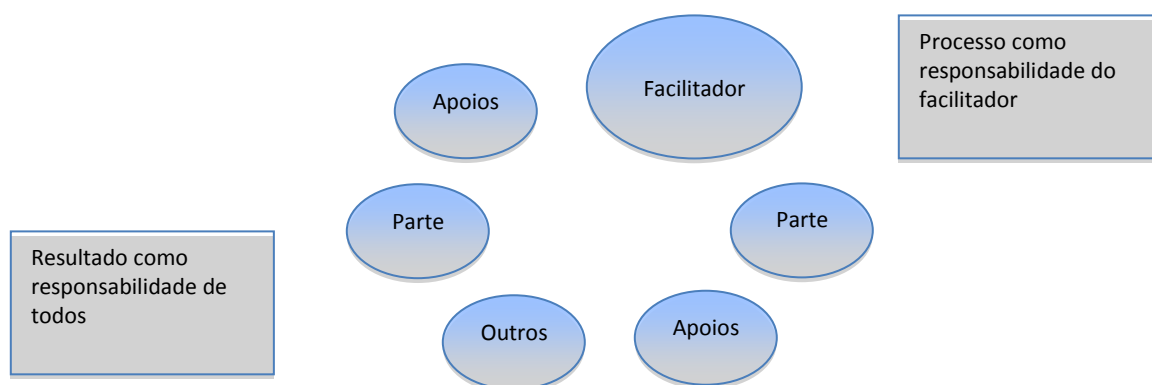 Processo como
responsabilidade do
facilitador
Facilitador
Apoios
Parte
Parte
Resultado como
responsabilidade de
todos
Outros
Apoios